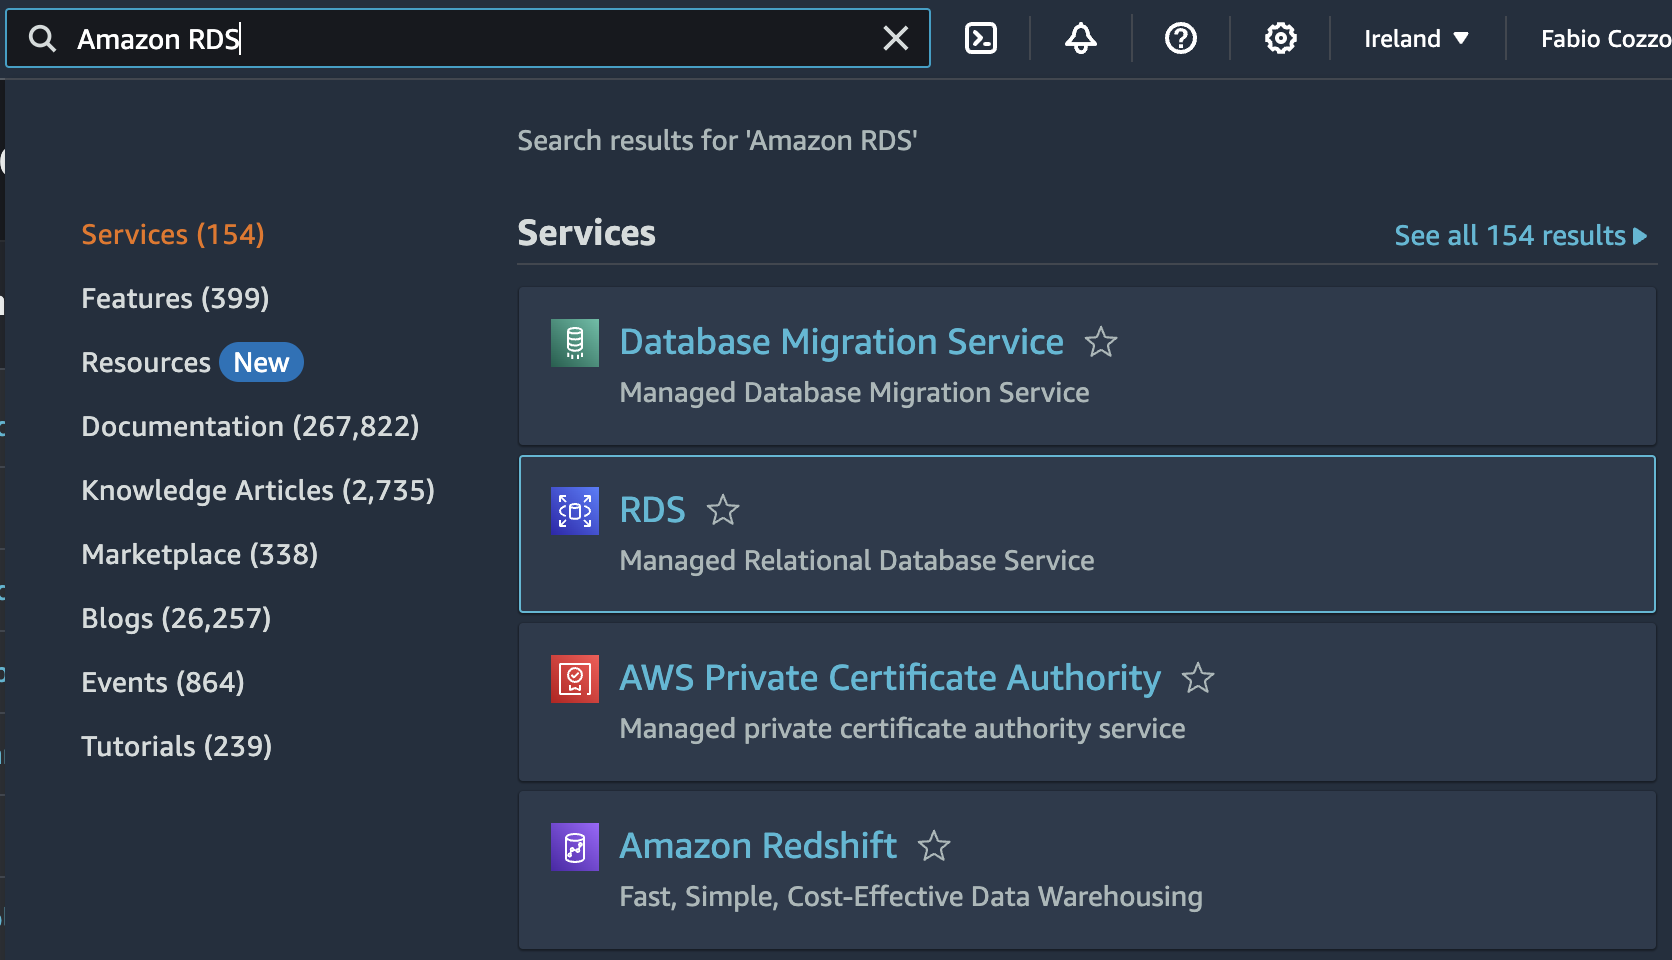 Amazon RDS
Ireland
Fabio Cozzo
Search results for 'Amazon RDS'
Services (154)
Features (399)
Resources New
Documentation (267,822)
Knowledge Articles (2,735)
Marketplace (338)
Blogs (26,257)
Events (864)
Tutorials (239)
Services
See all 154 results
Database Migration Service
Managed Database Migration Service
RDS
Managed Relational Database Service
AWS Private Certificate Authority
Managed private certificate authority service
Amazon Redshift
Fast, Simple, Cost-Effective Data Warehousing